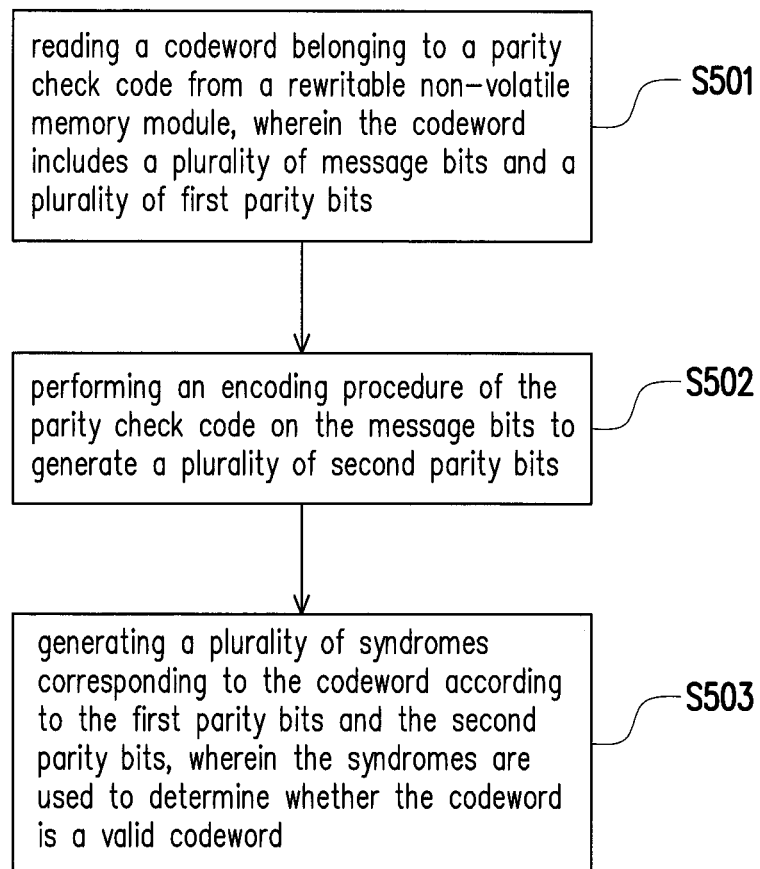 reading a codeword belonging to a parity
check code from a rewritable non-volatile
memory module, wherein the codeword
includes a plurality of message bits and a
plurality of first parity bits
S501
performing an encoding procedure of the
parity check code on the message bits to
generate a plurality of second parity bits
S502
generating a plurality of syndromes
corresponding to the codeword according
to the first parity bits and the second
parity bits, wherein the syndromes are
used to determine whether the codeword
is a valid codeword
S503